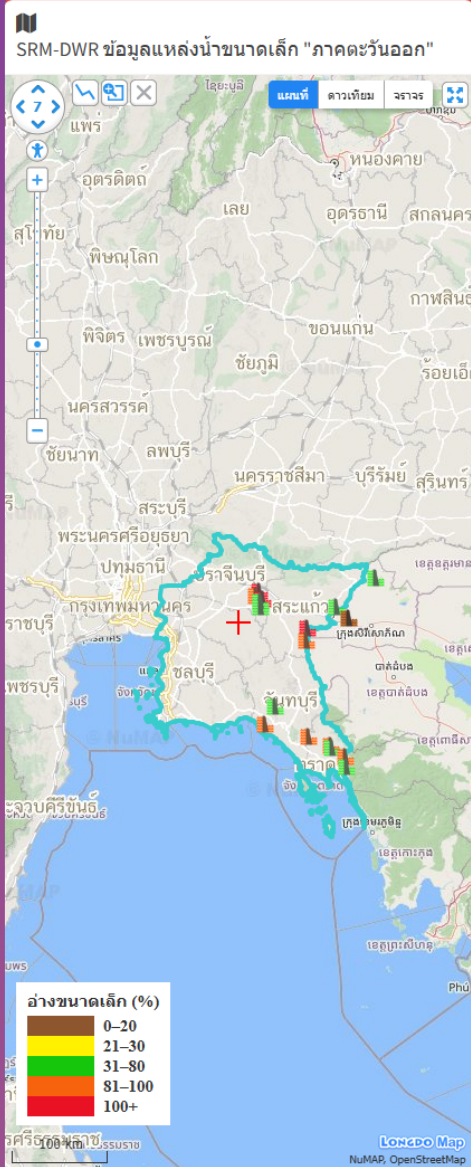 SRM-DWR ข้อมูลแหล่งน้ำขนาดเล็ก "ภาคตะวันออก"
7
แผนที่ ดาวเทียม จราจร
ไชยะบุลี
แพร่
หนองคาย
อุตรดิตถ์
เลย
อุดรธานี
สกลนคร
สุโขทัย
พิษณุโลก
กาฬสินธุ์
ขอนแก่น
พิจิตร
เพชรบูรณ์
ชัยภูมิ
ร้อยเอ็ด
นครสวรรค์
ชัยนาท
ลพบุรี
นครราชสีมา
บุรีรัมย์
สุรินทร์
สระบุรี
พระนครศรีอยุธยา
ปทุมธานี
ปราจีนบุรี
กรุงเทพมหานคร
สระแก้ว
ราชบุรี
ชลบุรี
เพชรบุรี
จันทบุรี
ตราด
ประจวบคีรีขันธ์
NuMAP
อ่างขนาดเล็ก (%)
0–20
21–30
31–80
81–100
100+
100 km
LONGDO Map
NuMAP, OpenStreetMap